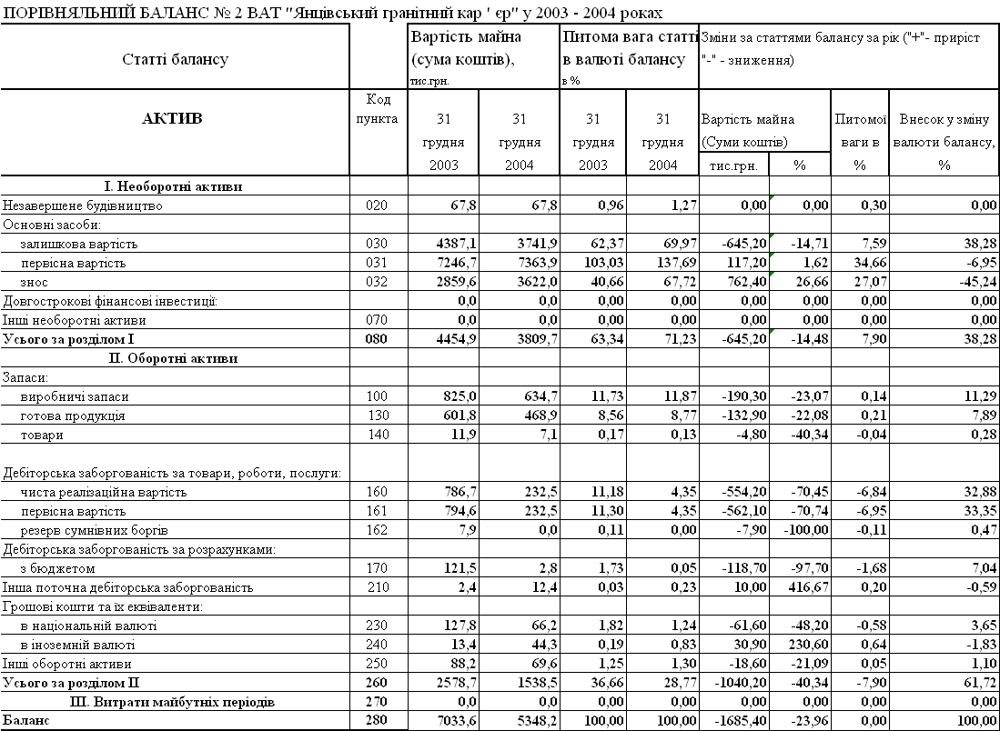 ПОРІВНЯЛЬНИЙ БАЛАНС № 2 ВАТ "Янцівський гранітний кар ' єр" у 2003 - 2004 роках
Статті балансу Вартість майна (сума коштів), тис.грн. Питома вага статті в валюті балансу в % Зміни за статтями балансу за рік ("+"- приріст "-" - зниження)
АКТИВ Код пункта 31 грудня 2003 31 грудня 2004 31 грудня 2003 31 грудня 2004 Вартість майна (Суми коштів) Питомої ваги в % Внесок у зміну валюти балансу, %
тис.грн. %
І. Необоротні активи
Незавершене будівництво 020 67,8 67,8 0,96 1,27 0,00 0,00 0,30 0,00
Основні засоби:
залишкова вартість 030 4387,1 3741,9 62,37 69,97 -645,20 -14,71 7,59 38,28
первісна вартість 031 7246,7 7363,9 103,03 137,69 117,20 1,62 34,66 -6,95
знос 032 2859,6 3622,0 40,66 67,72 762,40 26,66 27,07 -45,24
Довгострокові фінансові інвестиції: 0,0 0,0 0,00 0,00 0,00 0,00 0,00 0,00
Інші необоротні активи 070 0,0 0,0 0,00 0,00 0,00 0,00 0,00 0,00
Усього за розділом І 080 4454,9 3809,7 63,34 71,23 -645,20 -14,48 7,90 38,28
ІІ. Оборотні активи
Запаси:
виробничі запаси 100 825,0 634,7 11,73 11,87 -190,30 -23,07 0,14 11,29
готова продукція 130 601,8 468,9 8,56 8,77 -132,90 -22,08 0,21 7,89
товари 140 11,9 7,1 0,17 0,13 -4,80 -40,34 -0,04 0,28
Дебіторська заборгованість за товари, роботи, послуги:
чиста реалізаційна вартість 160 786,7 232,5 11,18 4,35 -554,20 -70,45 -6,84 32,88
первісна вартість 161 794,6 232,5 11,30 4,35 -562,10 -70,74 -6,95 33,35
резерв сумнівних боргів 162 7,9 0,0 0,11 0,00 -7,90 -100,00 -0,11 0,47
Дебіторська заборгованість за розрахунками:
з бюджетом 170 121,5 2,8 1,73 0,05 -118,70 -97,70 -1,68 7,04
Інша поточна дебіторська заборгованість 210 2,4 12,4 0,03 0,23 10,00 416,67 0,20 -0,59
Грошові кошти та їх еквіваленти:
в національній валюті 230 127,8 66,2 1,82 1,24 -61,60 -48,20 -0,58 3,65
в іноземній валюті 240 13,4 44,3 0,19 0,83 30,90 230,60 0,64 -1,83
Інші оборотні активи 250 88,2 69,6 1,25 1,30 -18,60 -21,09 0,05 1,10
Усього за розділом ІІ 260 2578,7 1538,5 36,66 28,77 -1040,20 -40,34 -7,90 61,72
ІІІ. Витрати майбутніх періодів 270 0,0 0,0 0,00 0,00 0,00 0,00 0,00 0,00
Баланс 280 7033,6 5348,2 100,00 100,00 -1685,40 -23,96 0,00 100,00